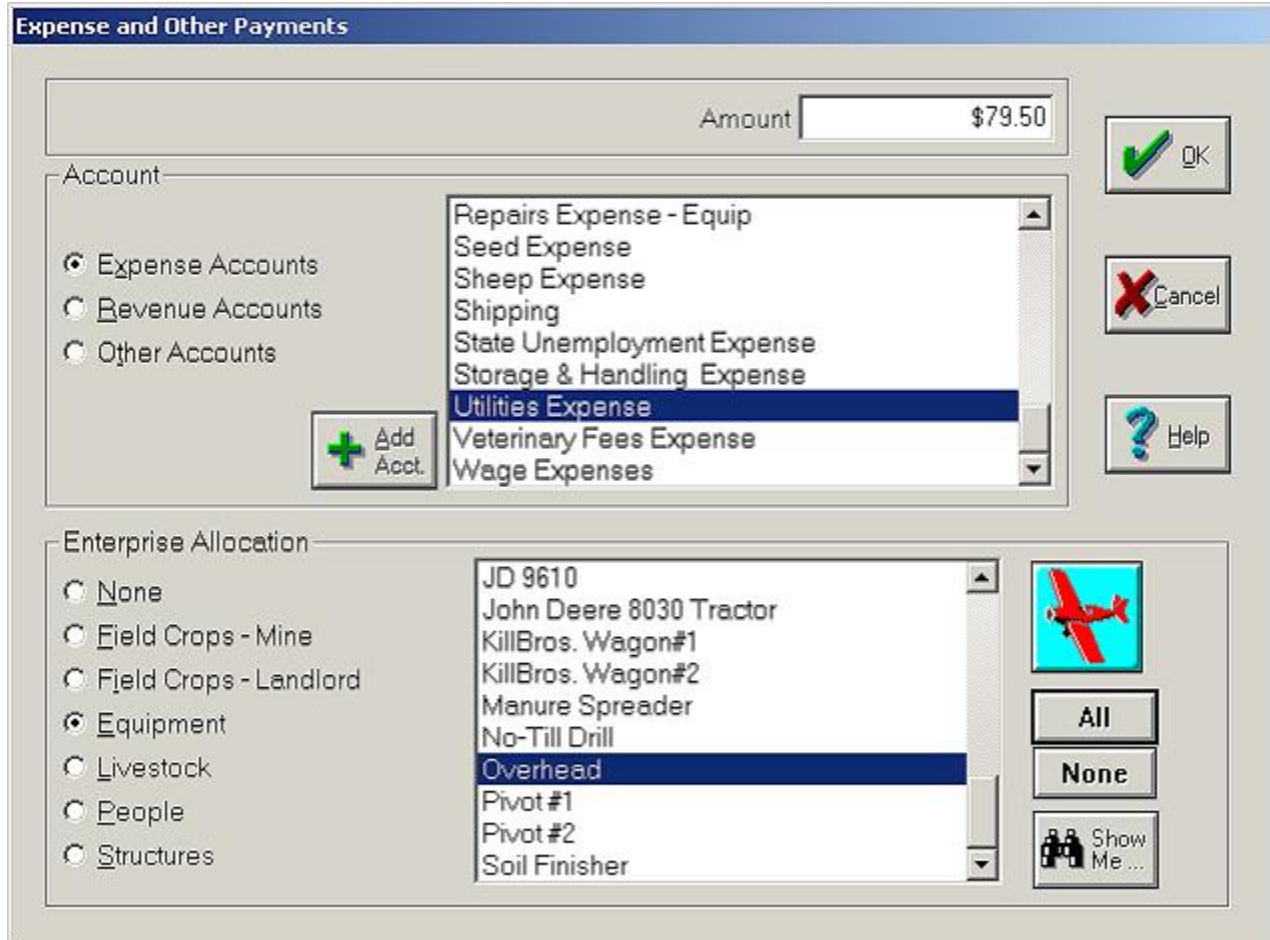 Expense and Other Payments
Amount $79.50
OK
Account
Expense Accounts
Revenue Accounts
Other Accounts
Add
Acct.
Repairs Expense - Equip
Seed Expense
Sheep Expense
Shipping
State Unemployment Expense
Storage & Handling Expense
Utilities Expense
Veterinary Fees Expense
Wage Expenses
Cancel
Help
Enterprise Allocation
None
Field Crops - Mine
Field Crops - Landlord
Equipment
Livestock
People
Structures
JD 9610
John Deere 8030 Tractor
KillBros. Wagon#1
KillBros. Wagon#2
Manure Spreader
No-Till Drill
Overhead
Pivot #1
Pivot #2
Soil Finisher
All
None
Show
Me ...